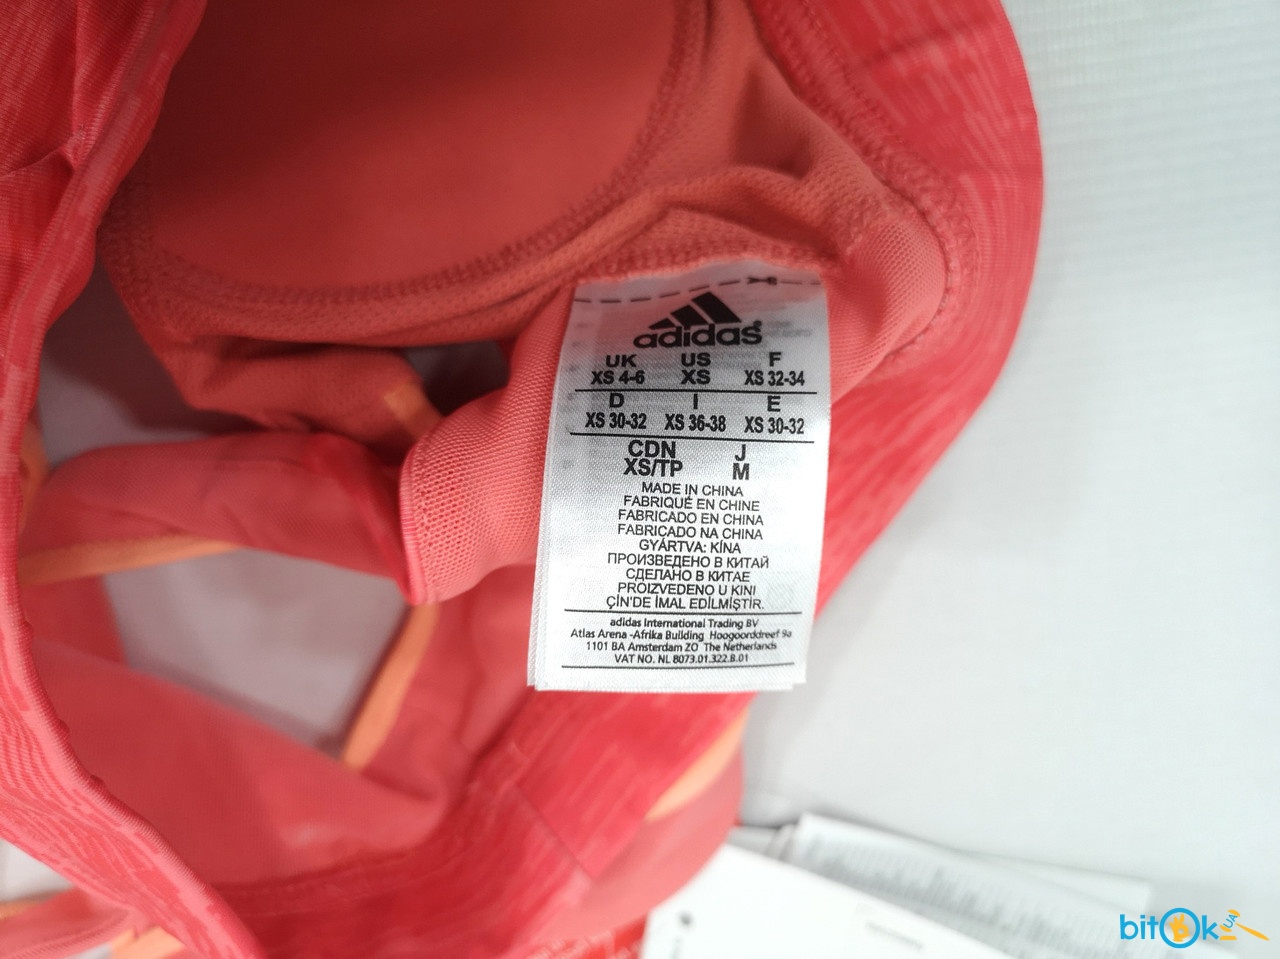 adidas
UK US F
XS 4-6 XS XS 32-34
D I E
XS 30-32 XS 36-38 XS 30-32
CDN J
XS/TP M
MADE IN CHINA
FABRIQUÉ EN CHINE
FABRICADO EN CHINA
FABRICADO NA CHINA
GYÁRTVA: KÍNA
ПРОИЗВЕДЕНО В КИТАЙ
СДЕЛАНО В КИТАЕ
PROIZVEDENO U KINI
ÇİN'DE İMAL EDİLMİŞTİR.
adidas International Trading BV
Atlas Arena -Afrika Building Hoogoorddreef 9a
1101 BA Amsterdam ZO The Netherlands
VAT NO. NL 8073.01.322.B.01
bitOk UA